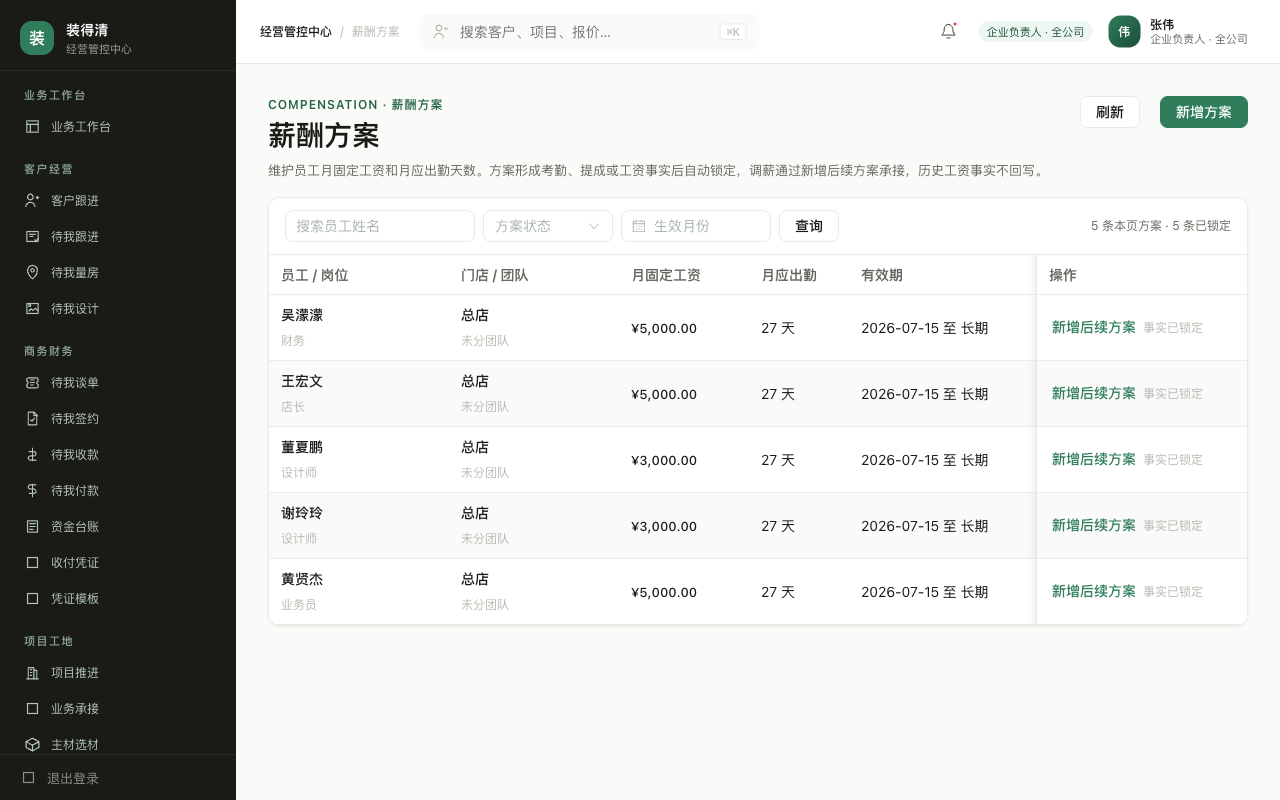 装
装得清
经营管控中心
业务工作台
业务工作台
客户经营
客户跟进
待我跟进
待我量房
待我设计
商务财务
待我谈单
待我签约
待我收款
待我付款
资金台账
收付凭证
凭证模板
项目工地
项目推进
业务承接
主材选材
退出登录
经营管控中心 / 薪酬方案
搜索客户、项目、报价... ⌘K
企业负责人 · 全公司
伟
张伟
企业负责人 · 全公司
COMPENSATION · 薪酬方案
薪酬方案
维护员工月固定工资和月应出勤天数。方案形成考勤、提成或工资事实后自动锁定，调薪通过新增后续方案承接，历史工资事实不回写。
刷新 新增方案
搜索员工姓名 方案状态 生效月份 查询 5 条本页方案 · 5 条已锁定
员工 / 岗位 门店 / 团队 月固定工资 月应出勤 有效期 操作
吴濛濛 总店
¥5,000.00 27 天 2026-07-15 至 长期 新增后续方案 事实已锁定
财务 未分团队
王宏文 总店
¥5,000.00 27 天 2026-07-15 至 长期 新增后续方案 事实已锁定
店长 未分团队
董夏鹏 总店
¥3,000.00 27 天 2026-07-15 至 长期 新增后续方案 事实已锁定
设计师 未分团队
谢玲玲 总店
¥3,000.00 27 天 2026-07-15 至 长期 新增后续方案 事实已锁定
设计师 未分团队
黄贤杰 总店
¥5,000.00 27 天 2026-07-15 至 长期 新增后续方案 事实已锁定
业务员 未分团队